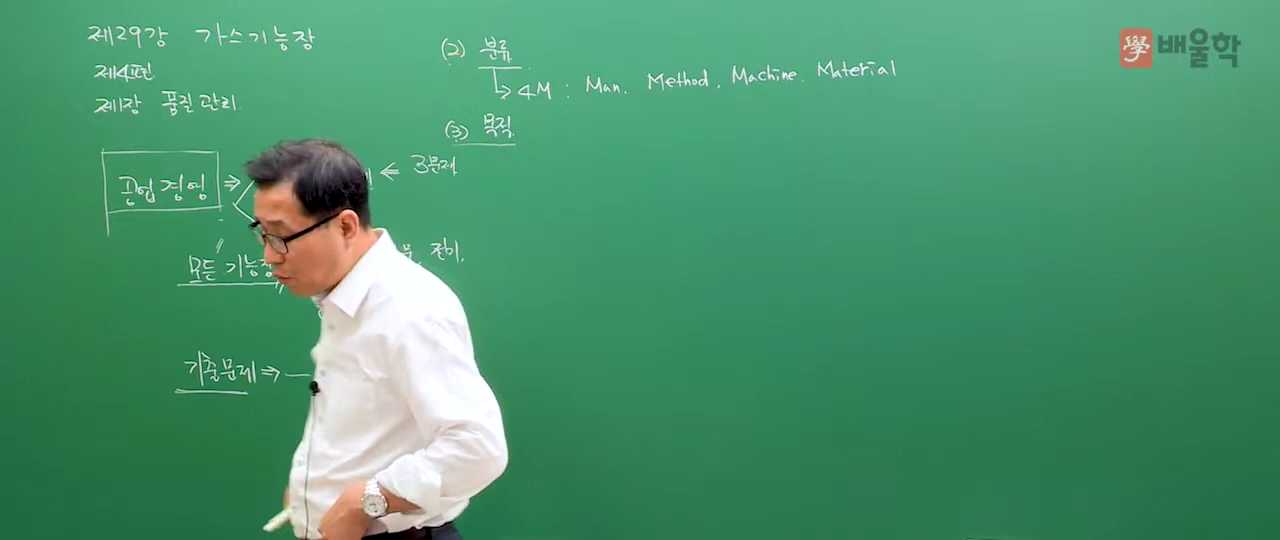 제29강 가스기능장
제4편
제1장 품질관리
공업경영 ⇒
⇐ 3문제
모든 기능장
기출문제 ⇒
(2) 분류
↳ 4M : Man. Method, Machine. Material
(3) 목적
學 배울학